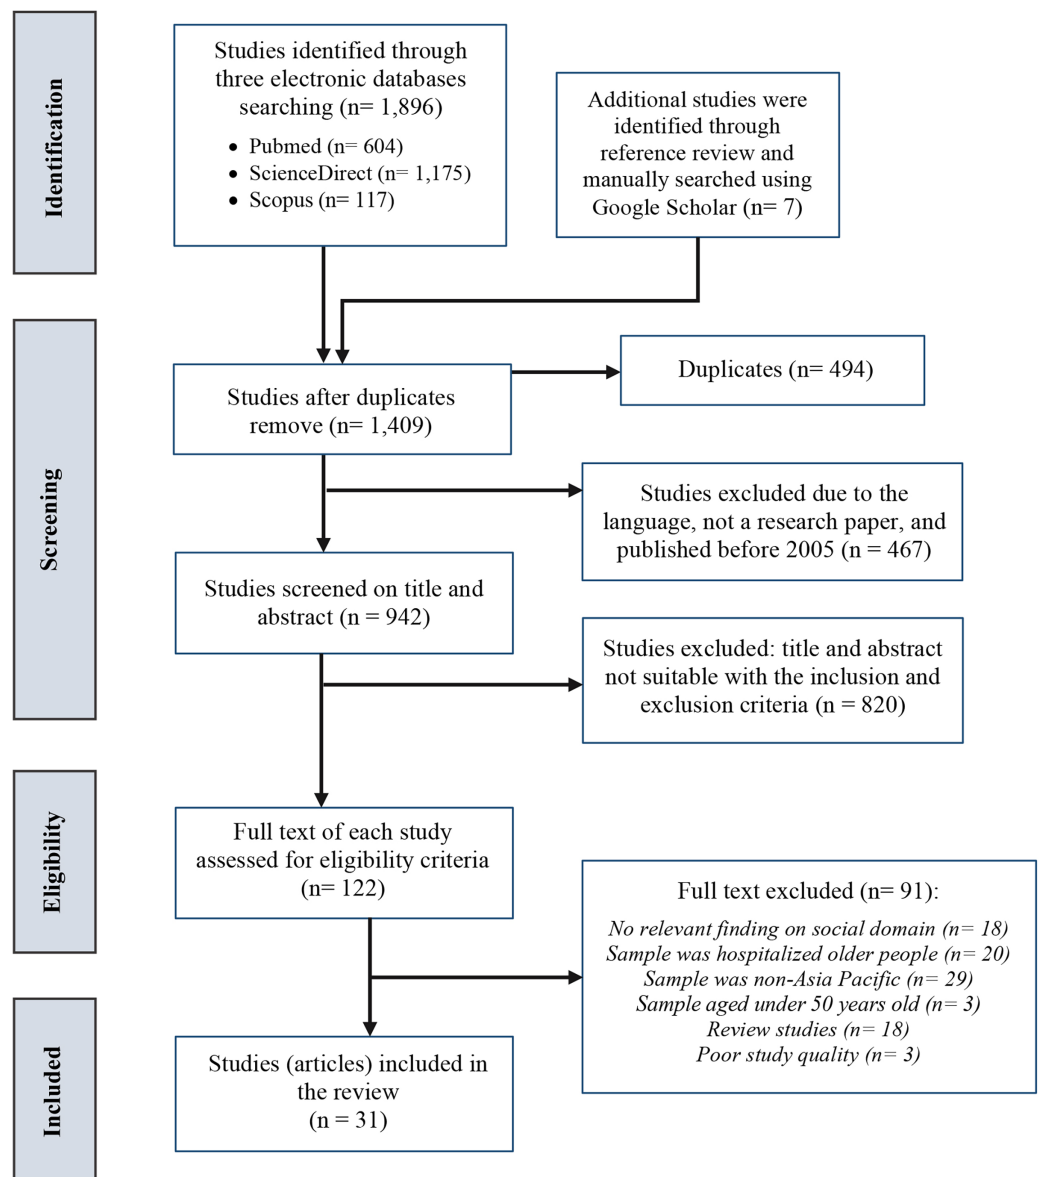 Identification
Studies identified through
three electronic databases
searching (n= 1,896)
• Pubmed (n= 604)
• ScienceDirect (n= 1,175)
• Scopus (n= 117)
Additional studies were
identified through
reference review and
manually searched using
Google Scholar (n= 7)
Screening
Studies after duplicates
remove (n= 1,409)
Duplicates (n= 494)
Studies excluded due to the
language, not a research paper, and
published before 2005 (n = 467)
Studies screened on title and
abstract (n = 942)
Studies excluded: title and abstract
not suitable with the inclusion and
exclusion criteria (n = 820)
Eligibility
Full text of each study
assessed for eligibility criteria
(n= 122)
Full text excluded (n= 91):
No relevant finding on social domain (n= 18)
Sample was hospitalized older people (n= 20)
Sample was non-Asia Pacific (n= 29)
Sample aged under 50 years old (n= 3)
Review studies (n= 18)
Poor study quality (n= 3)
Included
Studies (articles) included in
the review
(n = 31)